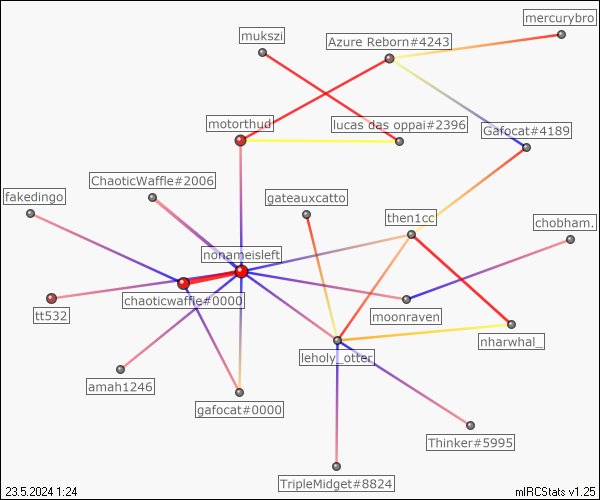 mercurybro
mukszi
Azure Reborn#4243
motorthud
lucas das oppai#2396
Gafocat#4189
ChaoticWaffle#2006
fakedingo
gateauxcatto
then1cc
chobham.
nonameisleft
chaoticwaffle#0000
tt532
moonraven
nharwhal_
leholy_otter
amah1246
gafocat#0000
Thinker#5995
TripleMidget#8824
23.5.2024 1:24
mIRCStats v1.25